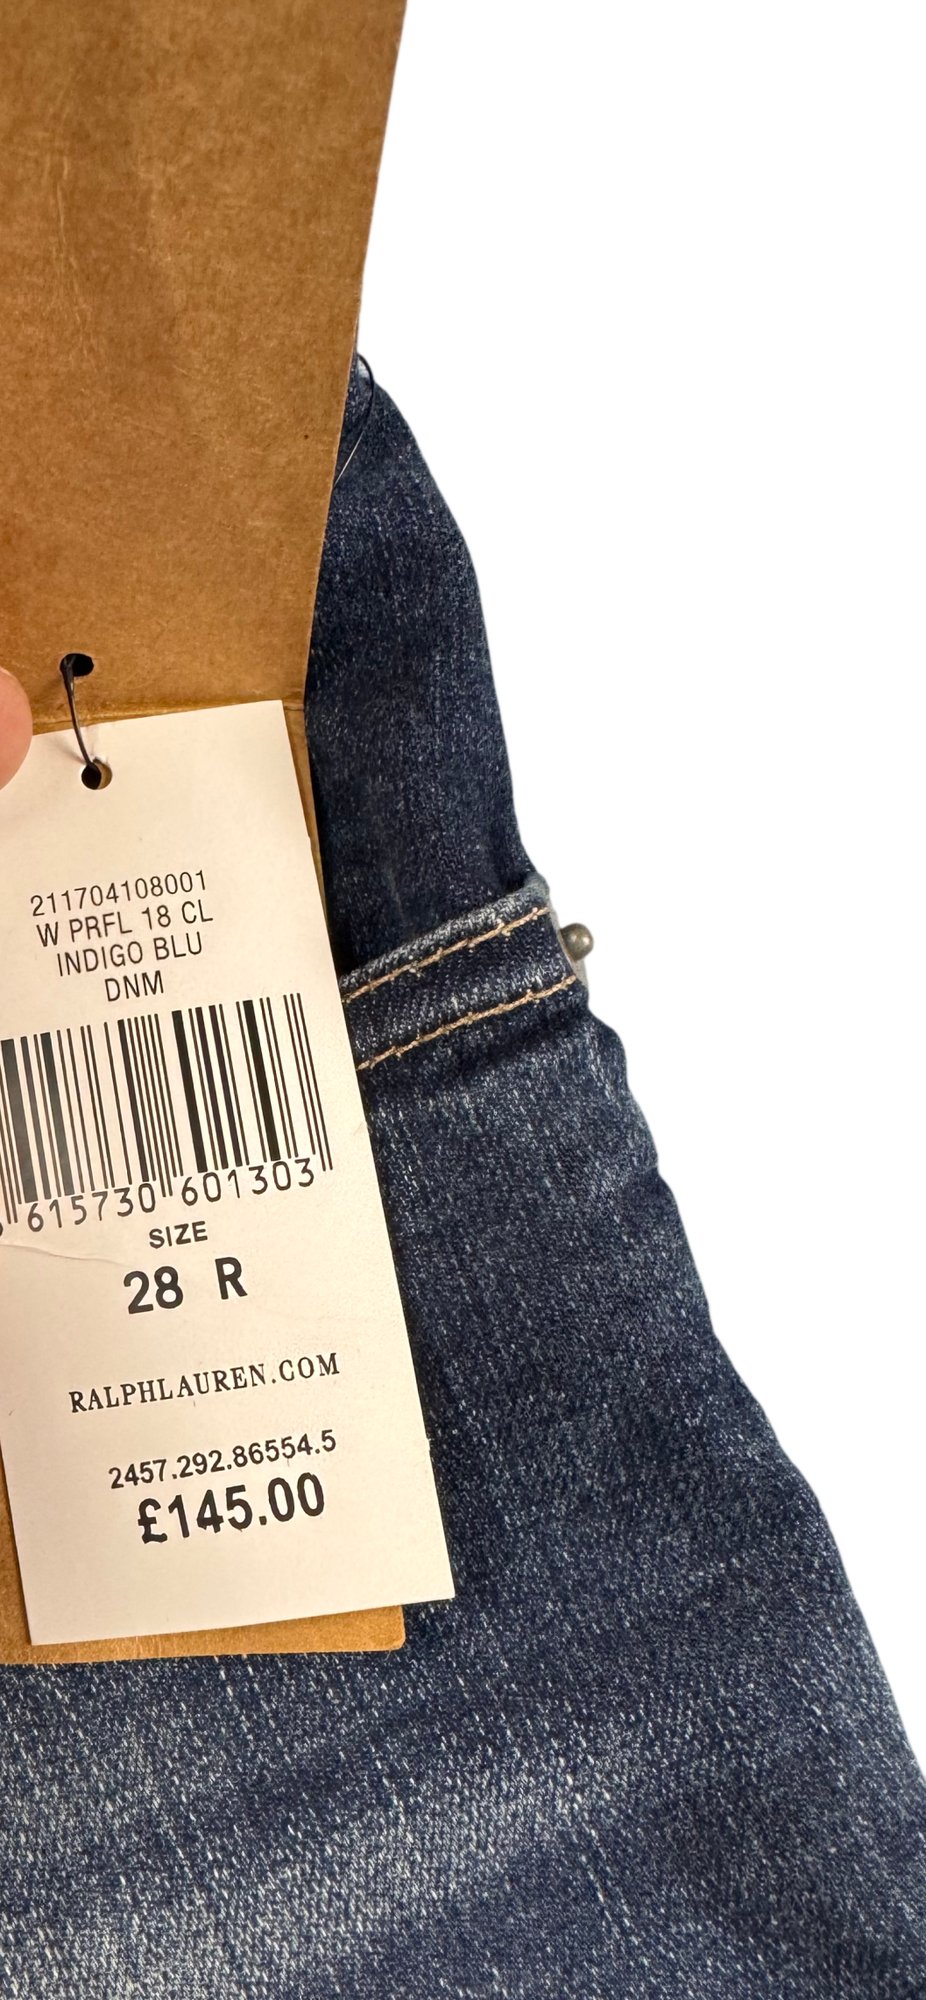 211704108001
W PRFL 18 CL
INDIGO BLU
DNM
615730 601303
SIZE
28 R
RALPHLAUREN.COM
2457.292.86554.5
£145.00